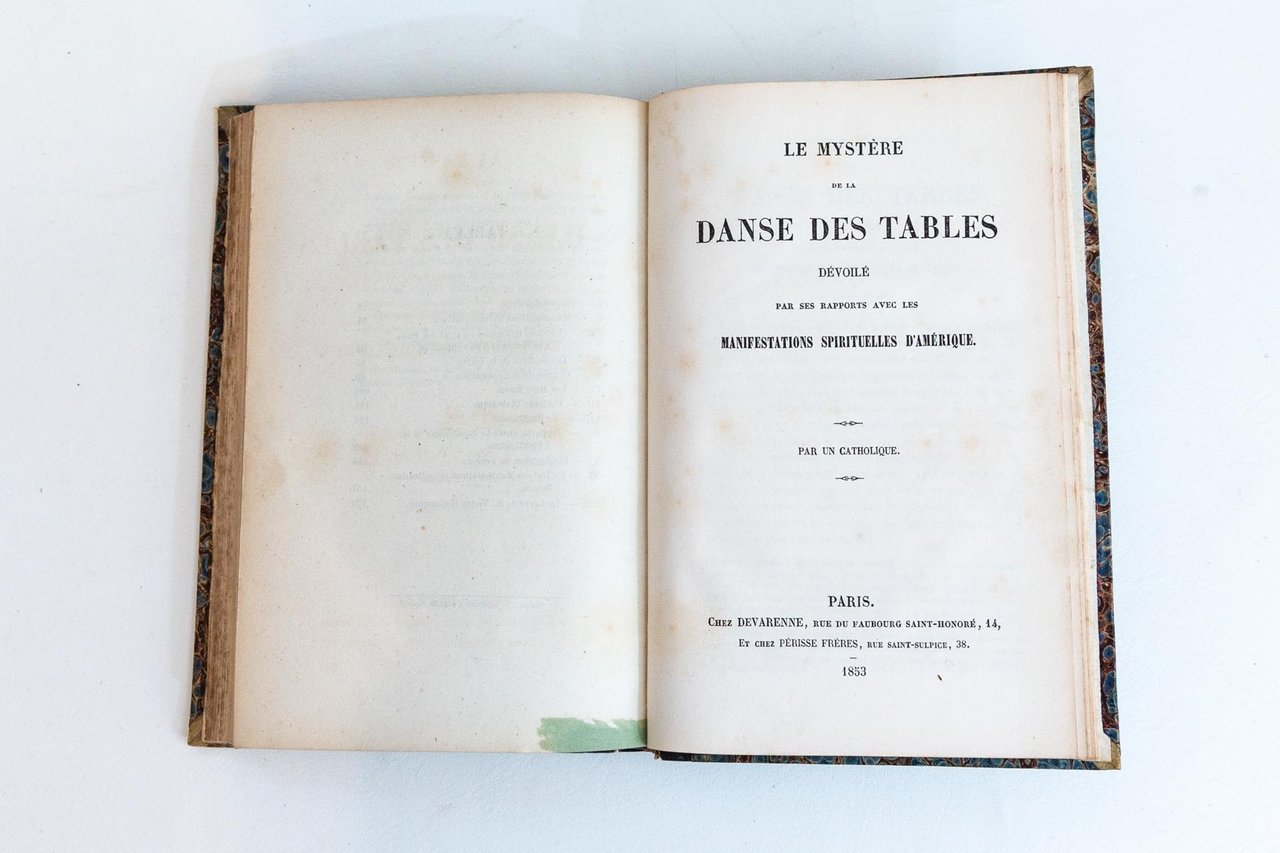 LE MYSTÈRE
DE LA
DANSE DES TABLES
DÉVOILÉ
PAR SES RAPPORTS AVEC LES
MANIFESTATIONS SPIRITUELLES D'AMÉRIQUE.
PAR UN CATHOLIQUE.
PARIS.
CHEZ DEVARENNE, RUE DU FAUBOURG SAINT-HONORÉ, 14,
ET CHEZ PÉRISSE FRÈRES, RUE SAINT-SULPICE, 38.
1853